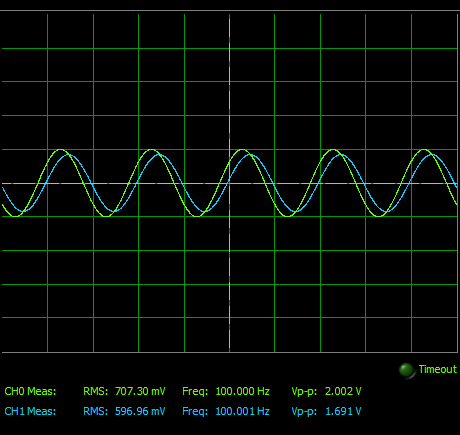 Timeout
CH0 Meas: RMS: 707.30 mV Freq: 100.000 Hz Vp-p: 2.002 V
CH1 Meas: RMS: 596.96 mV Freq: 100.001 Hz Vp-p: 1.691 V